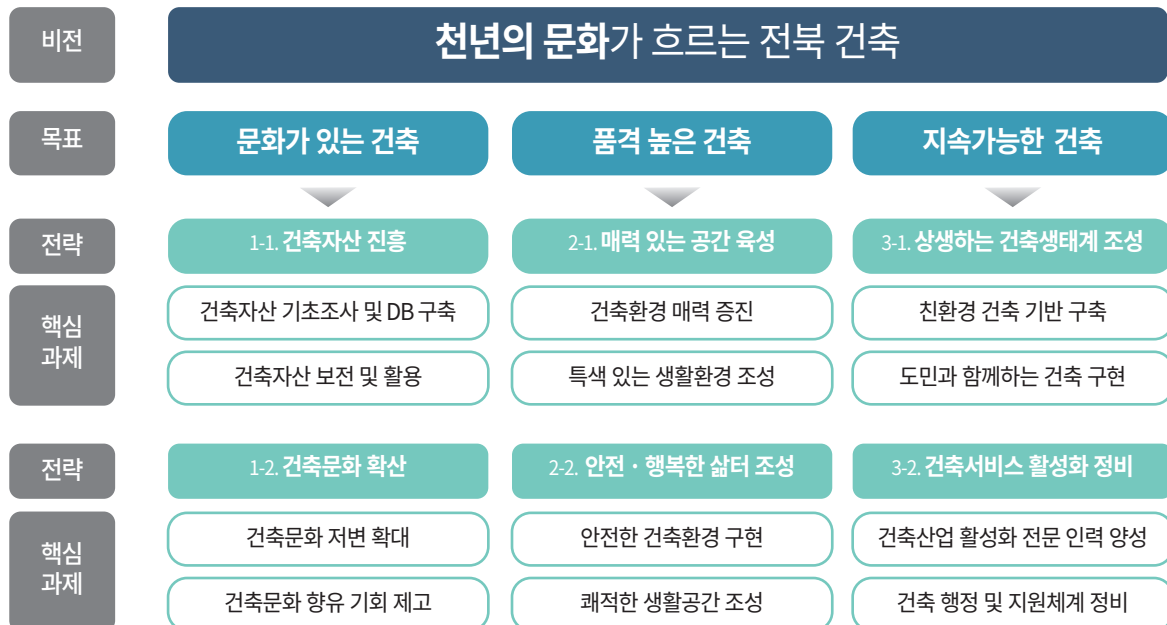 비전
천년의 문화가 흐르는 전북 건축
목표
문화가 있는 건축
품격 높은 건축
지속가능한 건축
전략
1-1. 건축자산 진흥
2-1. 매력 있는 공간 육성
3-1. 상생하는 건축생태계 조성
핵심
과제
건축자산 기초조사 및 DB 구축
건축환경 매력 증진
친환경 건축 기반 구축
건축자산 보전 및 활용
특색 있는 생활환경 조성
도민과 함께하는 건축 구현
전략
1-2. 건축문화 확산
2-2. 안전 · 행복한 삶터 조성
3-2. 건축서비스 활성화 정비
핵심
과제
건축문화 저변 확대
안전한 건축환경 구현
건축산업 활성화 전문 인력 양성
건축문화 향유 기회 제고
쾌적한 생활공간 조성
건축 행정 및 지원체계 정비